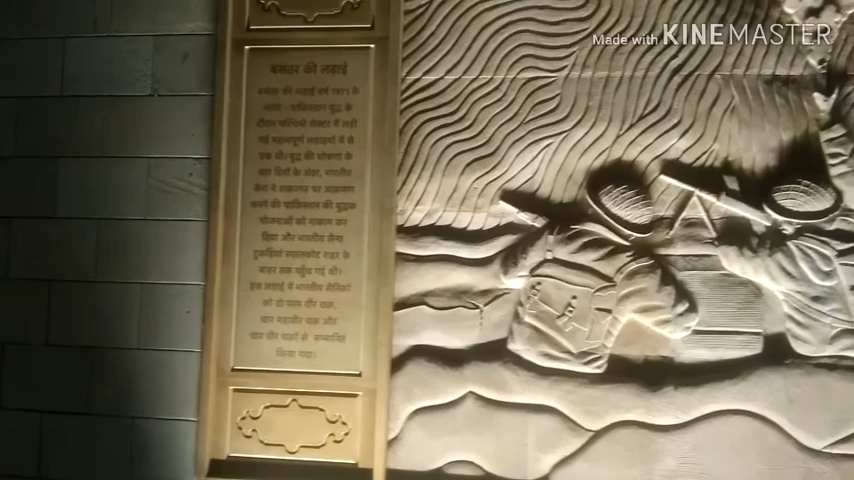 Made with KINEMASTER
बसंतर की लड़ाई
बसंतर की लड़ाई वर्ष 1971 के
भारत - पाकिस्तान युद्ध के
दौरान पश्चिमी सेक्टर में लड़ी
गई महत्वपूर्ण लड़ाइयों में से
एक थी। युद्ध की घोषणा के
चार दिनों के अंदर, भारतीय
सेना ने शकरगढ़ पर आक्रमण
करने की पाकिस्तान की युद्धक
योजनाओं को नाकाम कर
दिया और भारतीय सैन्य
टुकड़ियां स्यालकोट शहर के
बाहर तक पहुँच गई थी।
इस लड़ाई में भारतीय सैनिकों
को दो परम वीर चक्र,
चार महावीर चक्र और
चार वीर चक्रों से सम्मानित
किया गया।